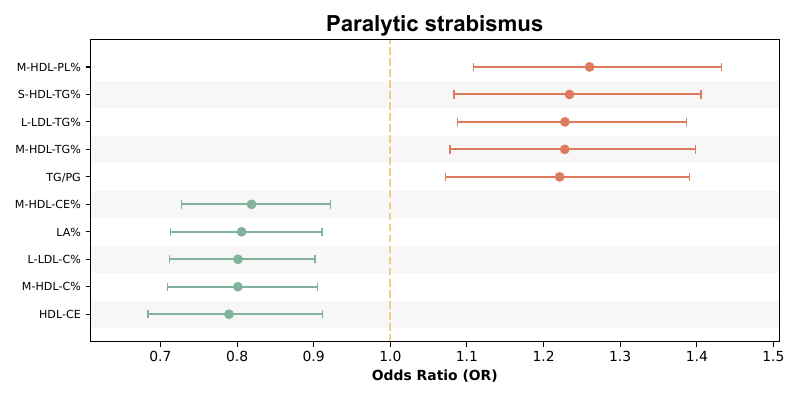 Paralytic strabismus
M-HDL-PL%
S-HDL-TG%
L-LDL-TG%
M-HDL-TG%
TG/PG
M-HDL-CE%
LA%
L-LDL-C%
M-HDL-C%
HDL-CE
0.7 0.8 0.9 1.0 1.1 1.2 1.3 1.4 1.5
Odds Ratio (OR)